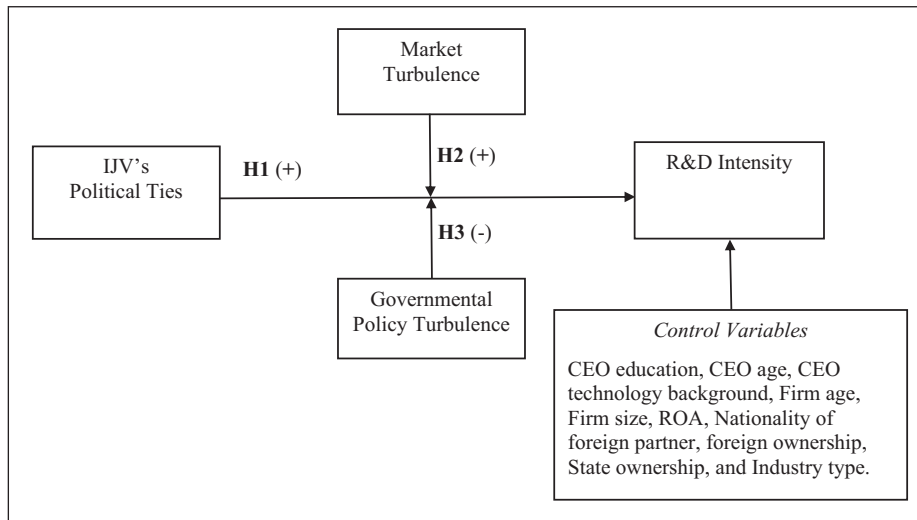 Market
Turbulence
IJV's
Political Ties
H1 (+)
H2 (+)
R&D Intensity
H3 (-)
Governmental
Policy Turbulence
Control Variables
CEO education, CEO age, CEO
technology background, Firm age,
Firm size, ROA, Nationality of
foreign partner, foreign ownership,
State ownership, and Industry type.